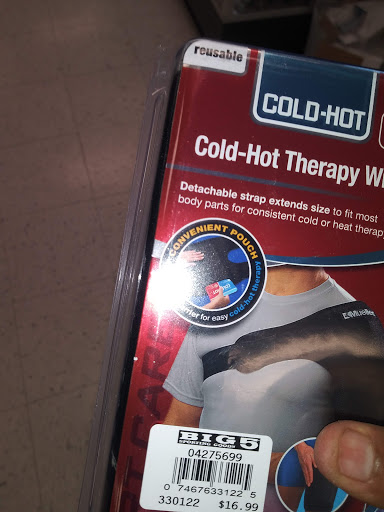 reusable
COLD-HOT
Cold-Hot Therapy
Detachable strap extends size to fit most
body parts for consistent cold or heat therapy
CONVENIENT POUCH
for easy cold-hot therapy
Mueller
BIG 5
SPORTING GOODS
04275699
0 7467633122 5
330122 $16.99